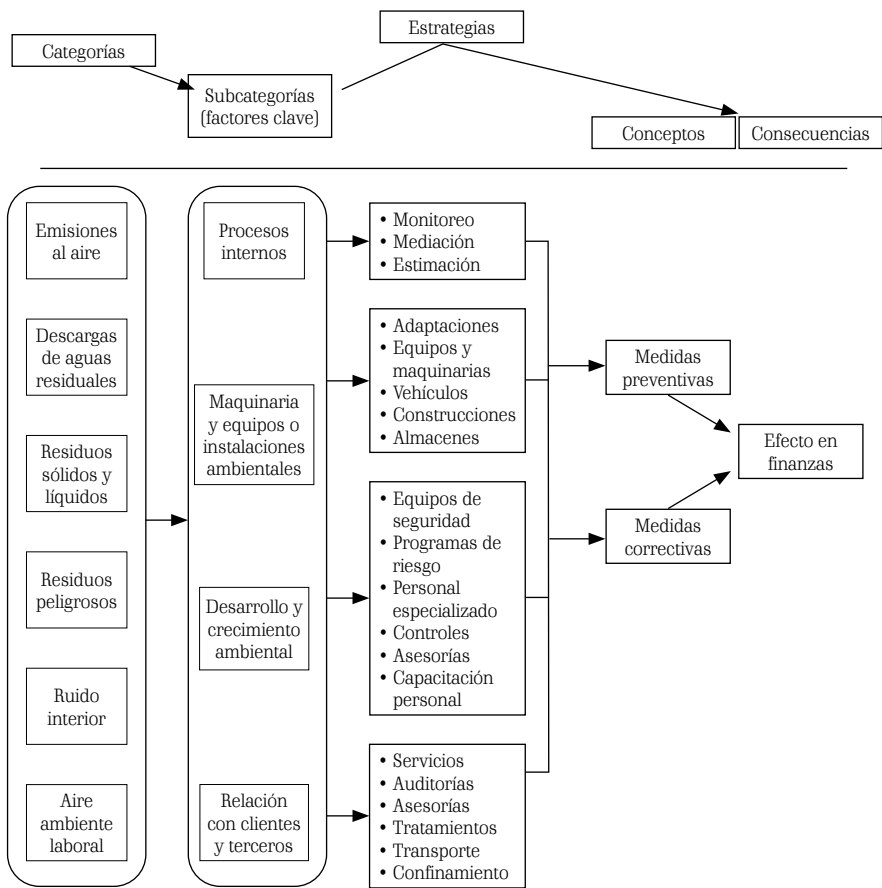 Estrategias
Categorías
Subcategorías
(factores clave)
Conceptos
Consecuencias
Emisiones
al aire
Descargas
de aguas
residuales
Residuos
sólidos y
líquidos
Residuos
peligrosos
Ruido
interior
Aire
ambiente
laboral
Procesos
internos
Maquinaria
y equipos o
instalaciones
ambientales
Desarrollo y
crecimiento
ambiental
Relación
con clientes
y terceros
• Monitoreo
• Mediación
• Estimación
• Adaptaciones
• Equipos y
maquinarias
• Vehículos
• Construcciones
• Almacenes
• Equipos de
seguridad
• Programas de
riesgo
• Personal
especializado
• Controles
• Asesorías
• Capacitación
personal
• Servicios
• Auditorías
• Asesorías
• Tratamientos
• Transporte
• Confinamiento
Medidas
preventivas
Medidas
correctivas
Efecto en
finanzas